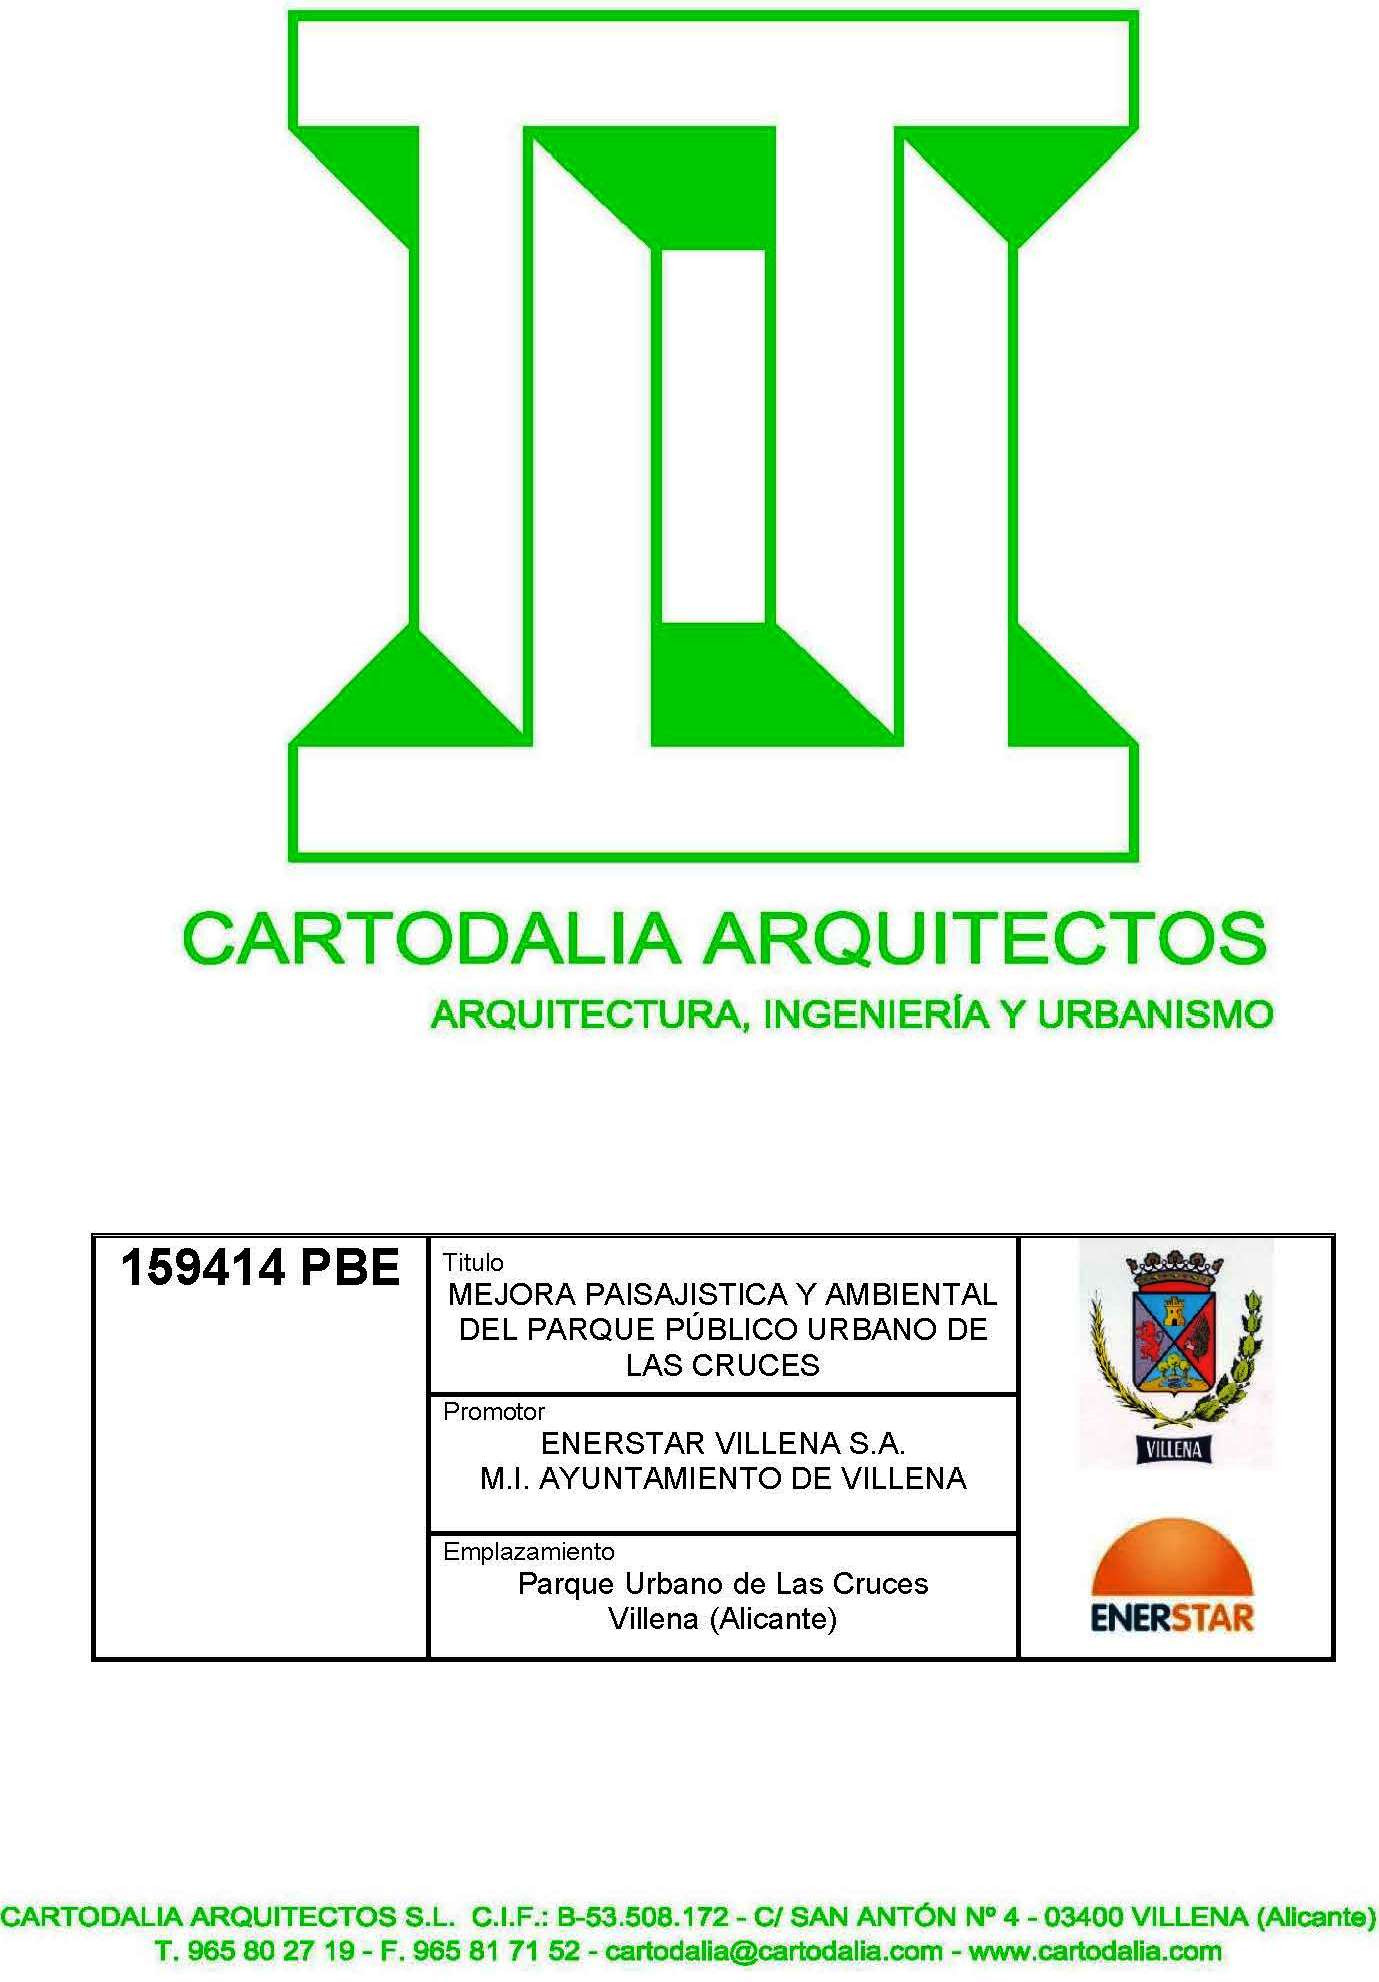 CARTODALIA ARQUITECTOS
ARQUITECTURA, INGENIERÍA Y URBANISMO
159414 PBE
Titulo
MEJORA PAISAJISTICA Y AMBIENTAL
DEL PARQUE PÚBLICO URBANO DE
LAS CRUCES
Promotor
ENERSTAR VILLENA S.A.
M.I. AYUNTAMIENTO DE VILLENA
Emplazamiento
Parque Urbano de Las Cruces
Villena (Alicante)
VILLENA
ENERSTAR
CARTODALIA ARQUITECTOS S.L. C.I.F.: B-53.508.172 - C/ SAN ANTÓN Nº 4 - 03400 VILLENA (Alicante)
T. 965 80 27 19 - F. 965 81 71 52 - cartodalia@cartodalia.com - www.cartodalia.com